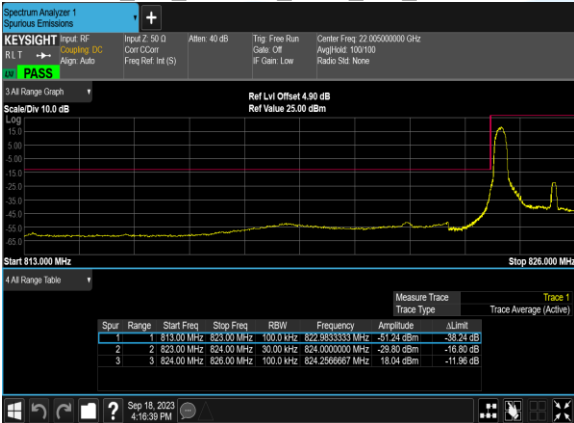 Spectrum Analyzer 1
Spurious Emissions
+
KEYSIGHT Input: RF Input Z: 50 Ω Atten: 40 dB Trig: Free Run Center Freq: 22.005000000 GHz
RLT Coupling: DC Corr CCorr Gate: Off Avg|Hold: 100/100
Align: Auto Freq Ref: Int (S) IF Gain: Low Radio Std: None
LW PASS
3 All Range Graph
Ref Lvl Offset 4.90 dB
Scale/Div 10.0 dB Ref Value 25.00 dBm
Log
15.0
5.00
-5.00
-15.0
-25.0
-35.0
-45.0
-55.0
-65.0
Start 813.000 MHz Stop 826.000 MHz
4 All Range Table
Measure Trace Trace 1
Trace Type Trace Average (Active)
Spur Range Start Freq Stop Freq RBW Frequency Amplitude ΔLimit
1 1 813.00 MHz 823.00 MHz 100.0 kHz 822.9833333 MHz -51.24 dBm -38.24 dB
2 2 823.00 MHz 824.00 MHz 30.00 kHz 824.0000000 MHz -29.80 dBm -16.80 dB
3 3 824.00 MHz 826.00 MHz 100.0 kHz 824.2566667 MHz 18.04 dBm -11.96 dB
? Sep 18, 2023
4:16:39 PM